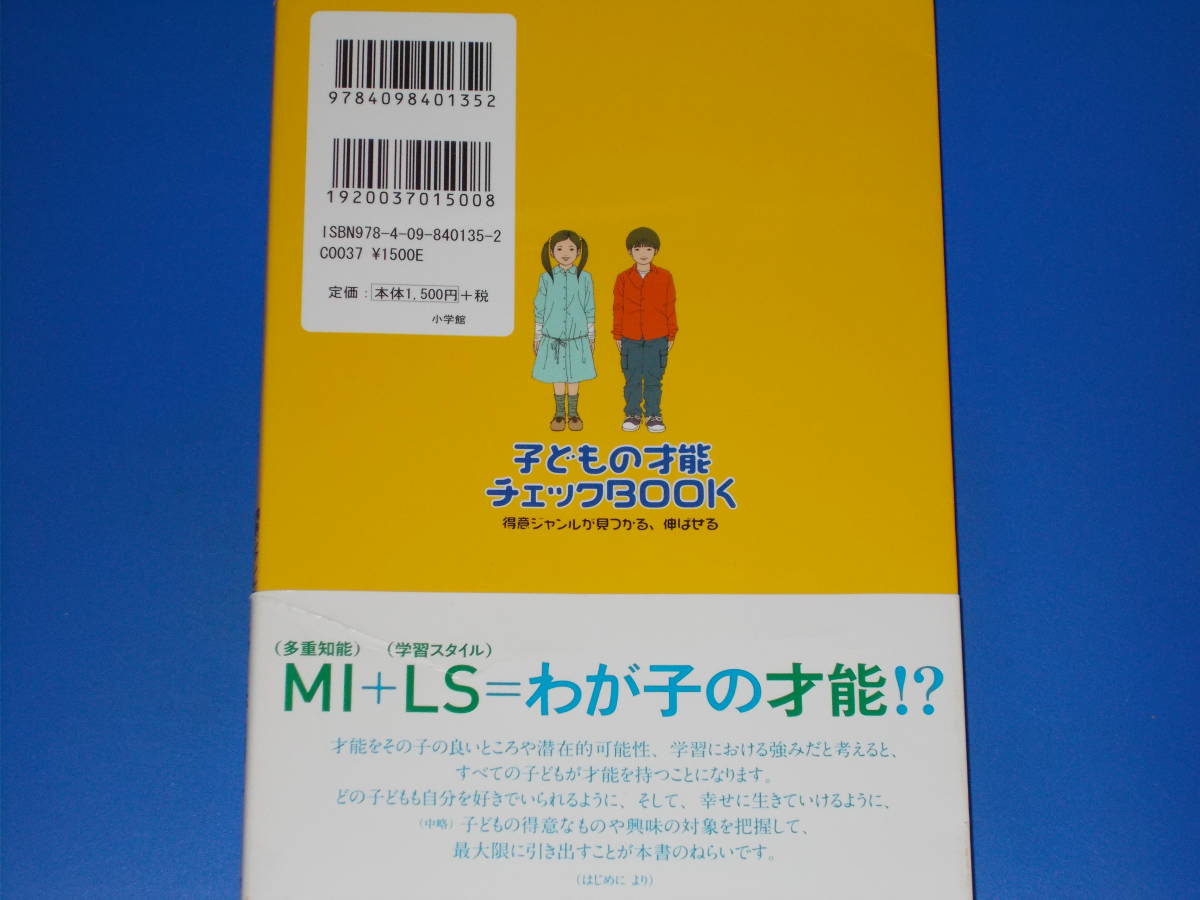 9784098401352
1920037015008
ISBN978-4-09-840135-2
C0037 ¥1500E
定価：本体1,500円+税
小学館
子どもの才能
チェックBOOK
得意ジャンルが見つかる、伸ばせる
(多重知能) (学習スタイル)
MI+LS=わが子の才能!?
才能をその子の良いところや潜在的可能性、学習における強みだと考えると、
すべての子どもが才能を持つことになります。
どの子どもも自分を好きでいられるように、そして、幸せに生きていけるように、
(中略)子どもの得意なものや興味の対象を把握して、
最大限に引き出すことが本書のねらいです。
(はじめに より)